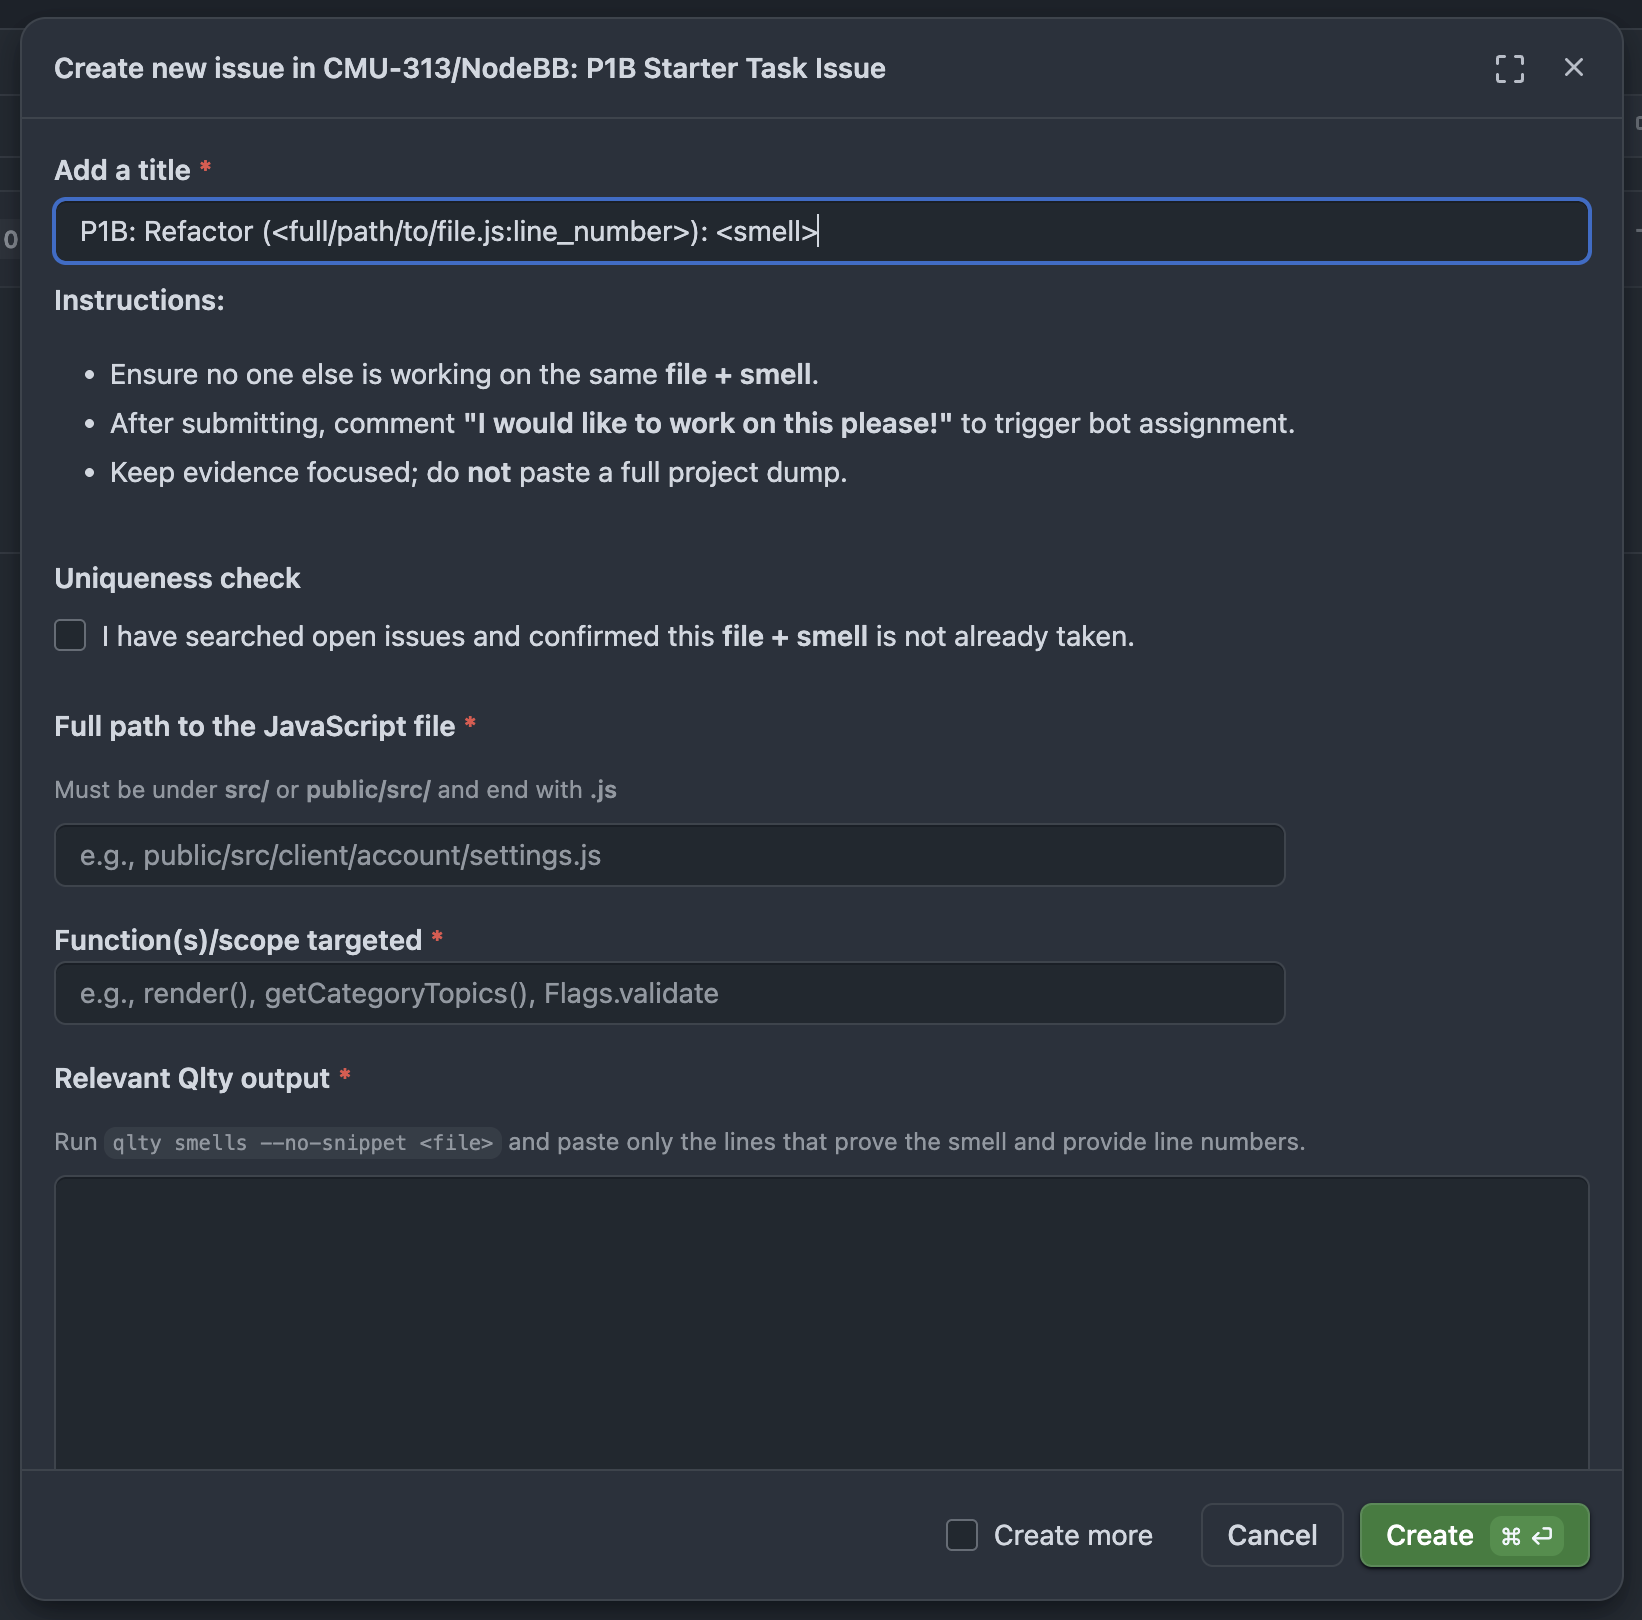 Create new issue in CMU-313/NodeBB: P1B Starter Task Issue
Add a title *
P1B: Refactor (<full/path/to/file.js:line_number>): <smell>
0
Instructions:
• Ensure no one else is working on the same file + smell.
• After submitting, comment "I would like to work on this please!" to trigger bot assignment.
• Keep evidence focused; do not paste a full project dump.
Uniqueness check
I have searched open issues and confirmed this file + smell is not already taken.
Full path to the JavaScript file *
Must be under src/ or public/src/ and end with .js
e.g., public/src/client/account/settings.js
Function(s)/scope targeted *
e.g., render(), getCategoryTopics(), Flags.validate
Relevant Qlty output *
Run qlty smells --no-snippet <file> and paste only the lines that prove the smell and provide line numbers.
Create more
Cancel
Create ⌘ ↵